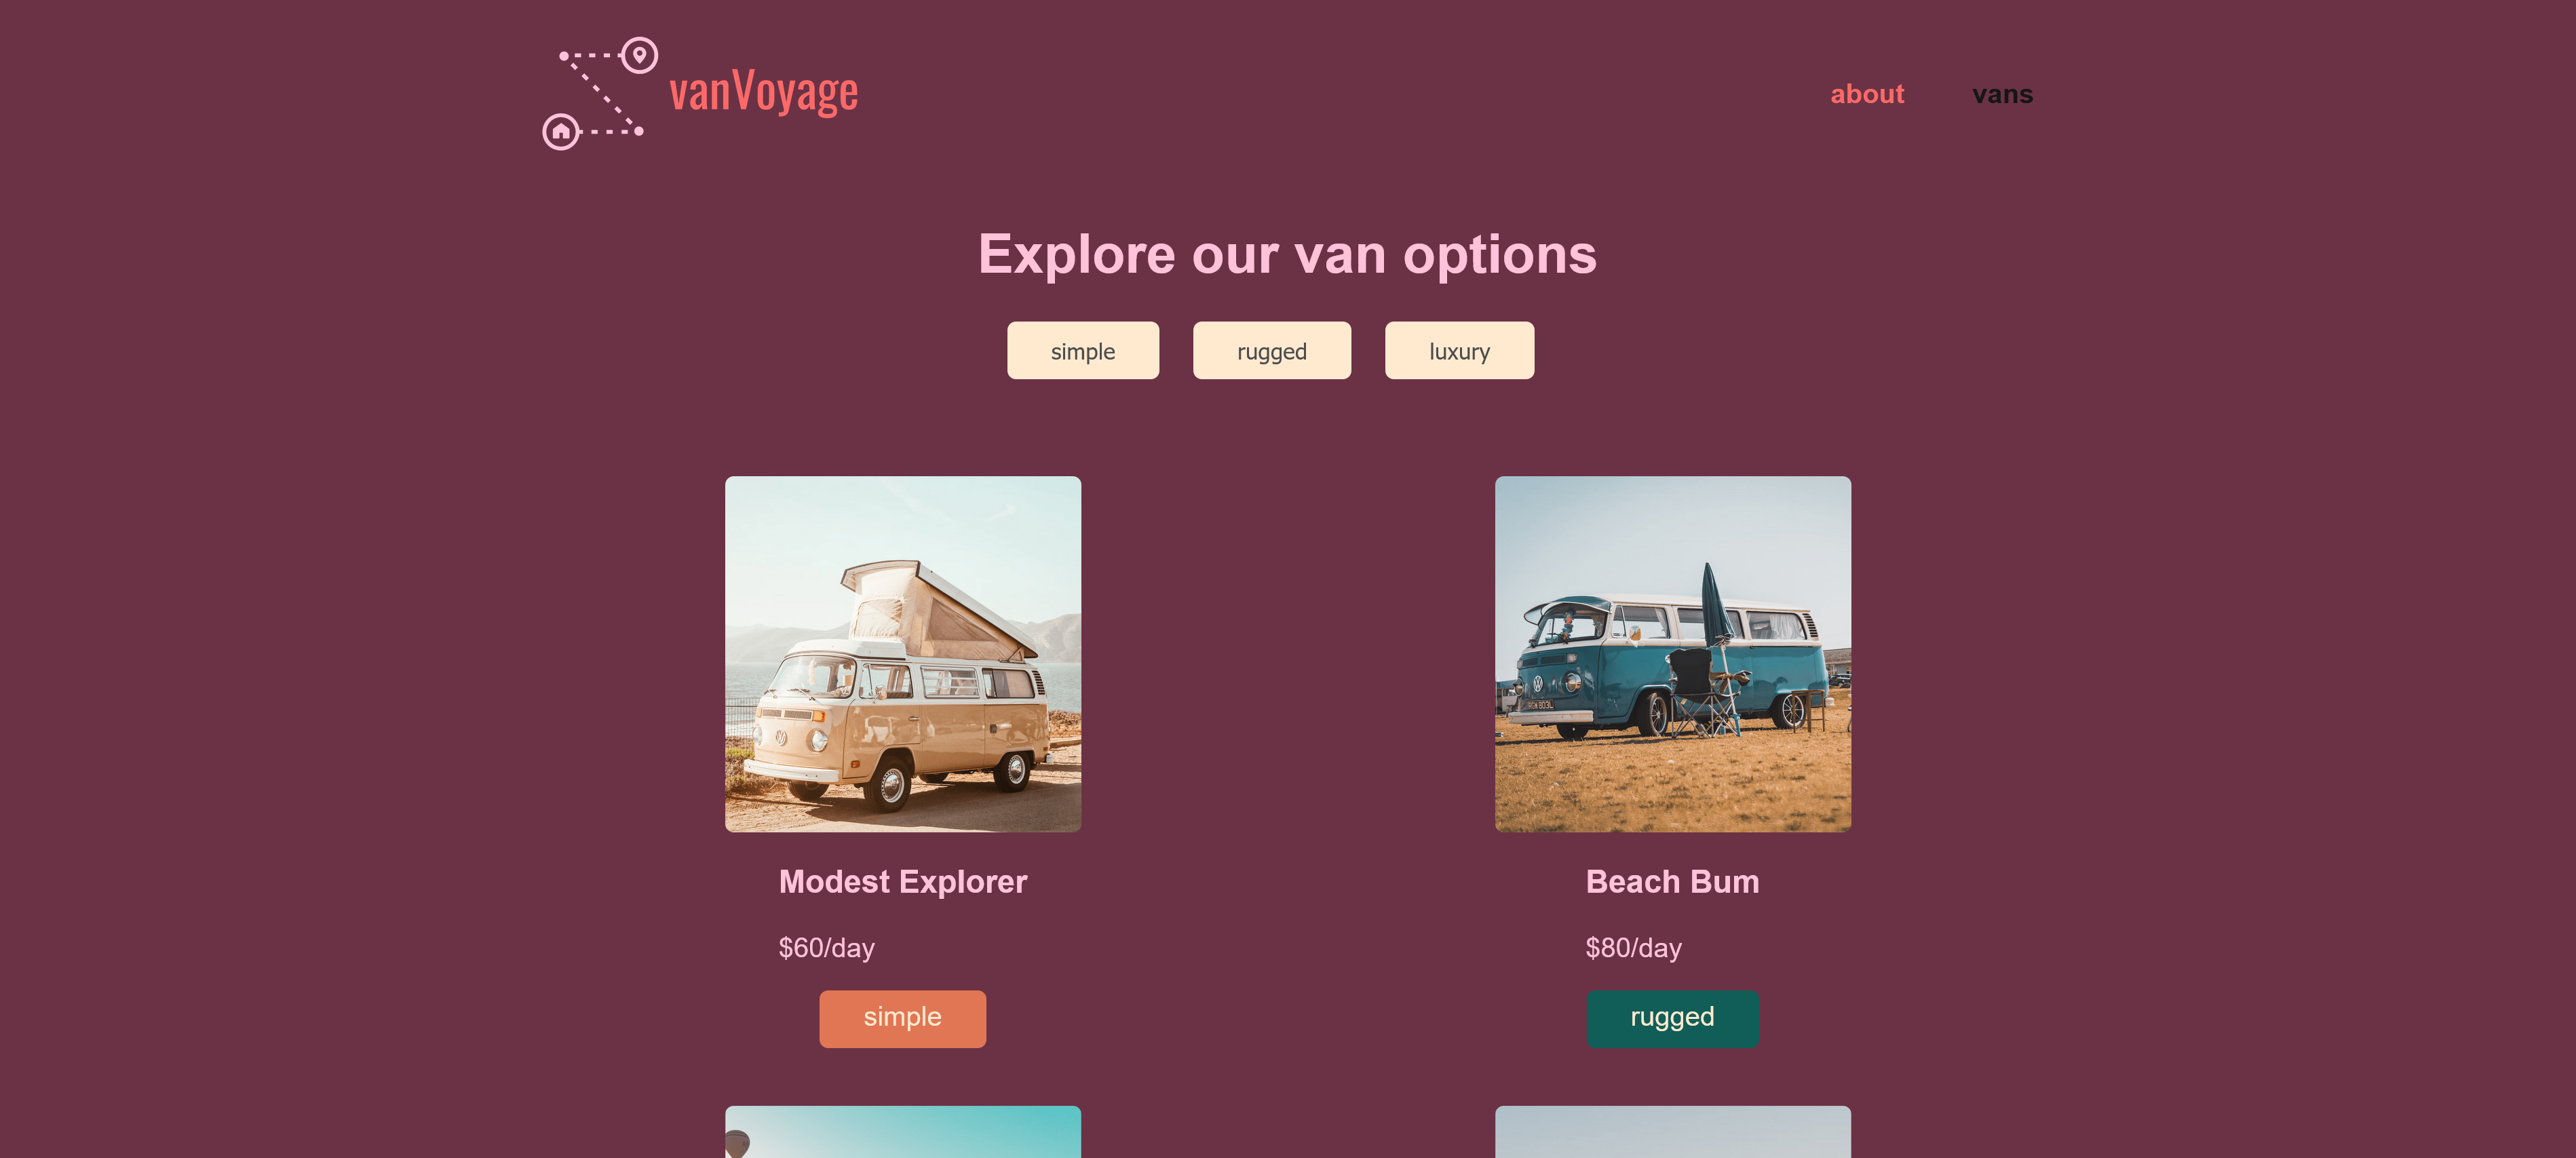 vanVoyage
about vans
Explore our van options
simple rugged luxury
Modest Explorer
Beach Bum
$60/day
$80/day
simple
rugged